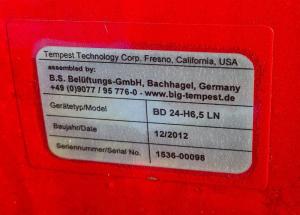 Tempest Technology Corp. Fresno, California, USA
assembled by:
B.S. Belüftungs-GmbH, Bachhagel, Germany
+49 (0)9077 / 95 776-0 - www.big-tempest.de
Gerätetyp/Model BD 24-H6,5 LN
Baujahr/Date 12/2012
Seriennummer/Serial No. 1536-00098